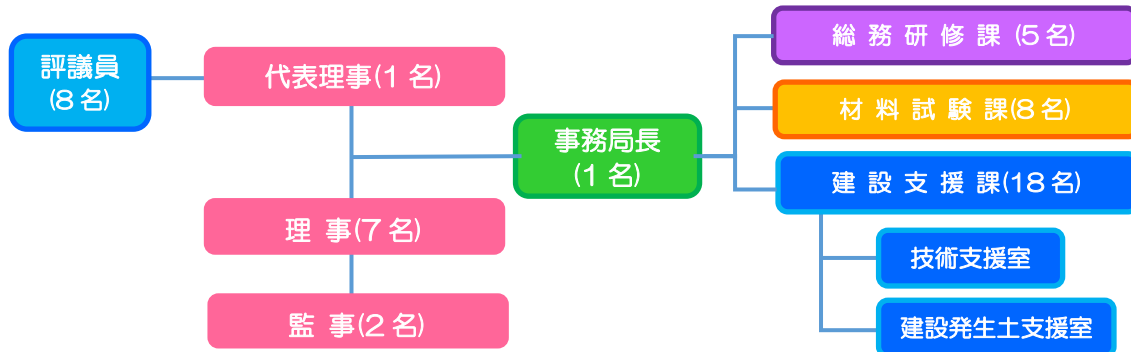 評議員
(8名)
代表理事(1名)
理 事(7名)
監 事(2名)
事務局長
(1名)
総 務 研 修 課 (5名)
材 料 試 験 課(8名)
建 設 支 援 課(18名)
技術支援室
建設発生土支援室